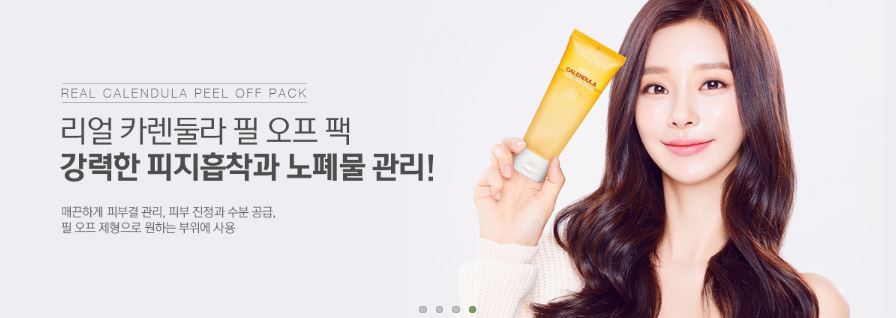 REAL CALENDULA PEEL OFF PACK
리얼 카렌둘라 필 오프 팩
강력한 피지흡착과 노폐물 관리!
매끈하게 피부결 관리, 피부 진정과 수분 공급,
필 오프 제형으로 원하는 부위에 사용
CALENDULA